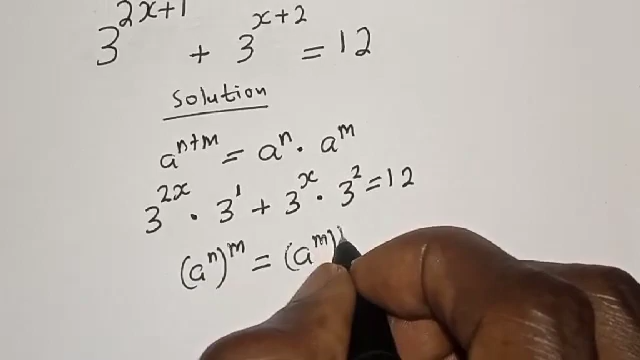 3^{2x+1} + 3^{x+2} = 12
Solution
a^{n+m} = a^n · a^m
3^{2x} · 3^1 + 3^x · 3^2 = 12
(a^n)^m = (a^m)